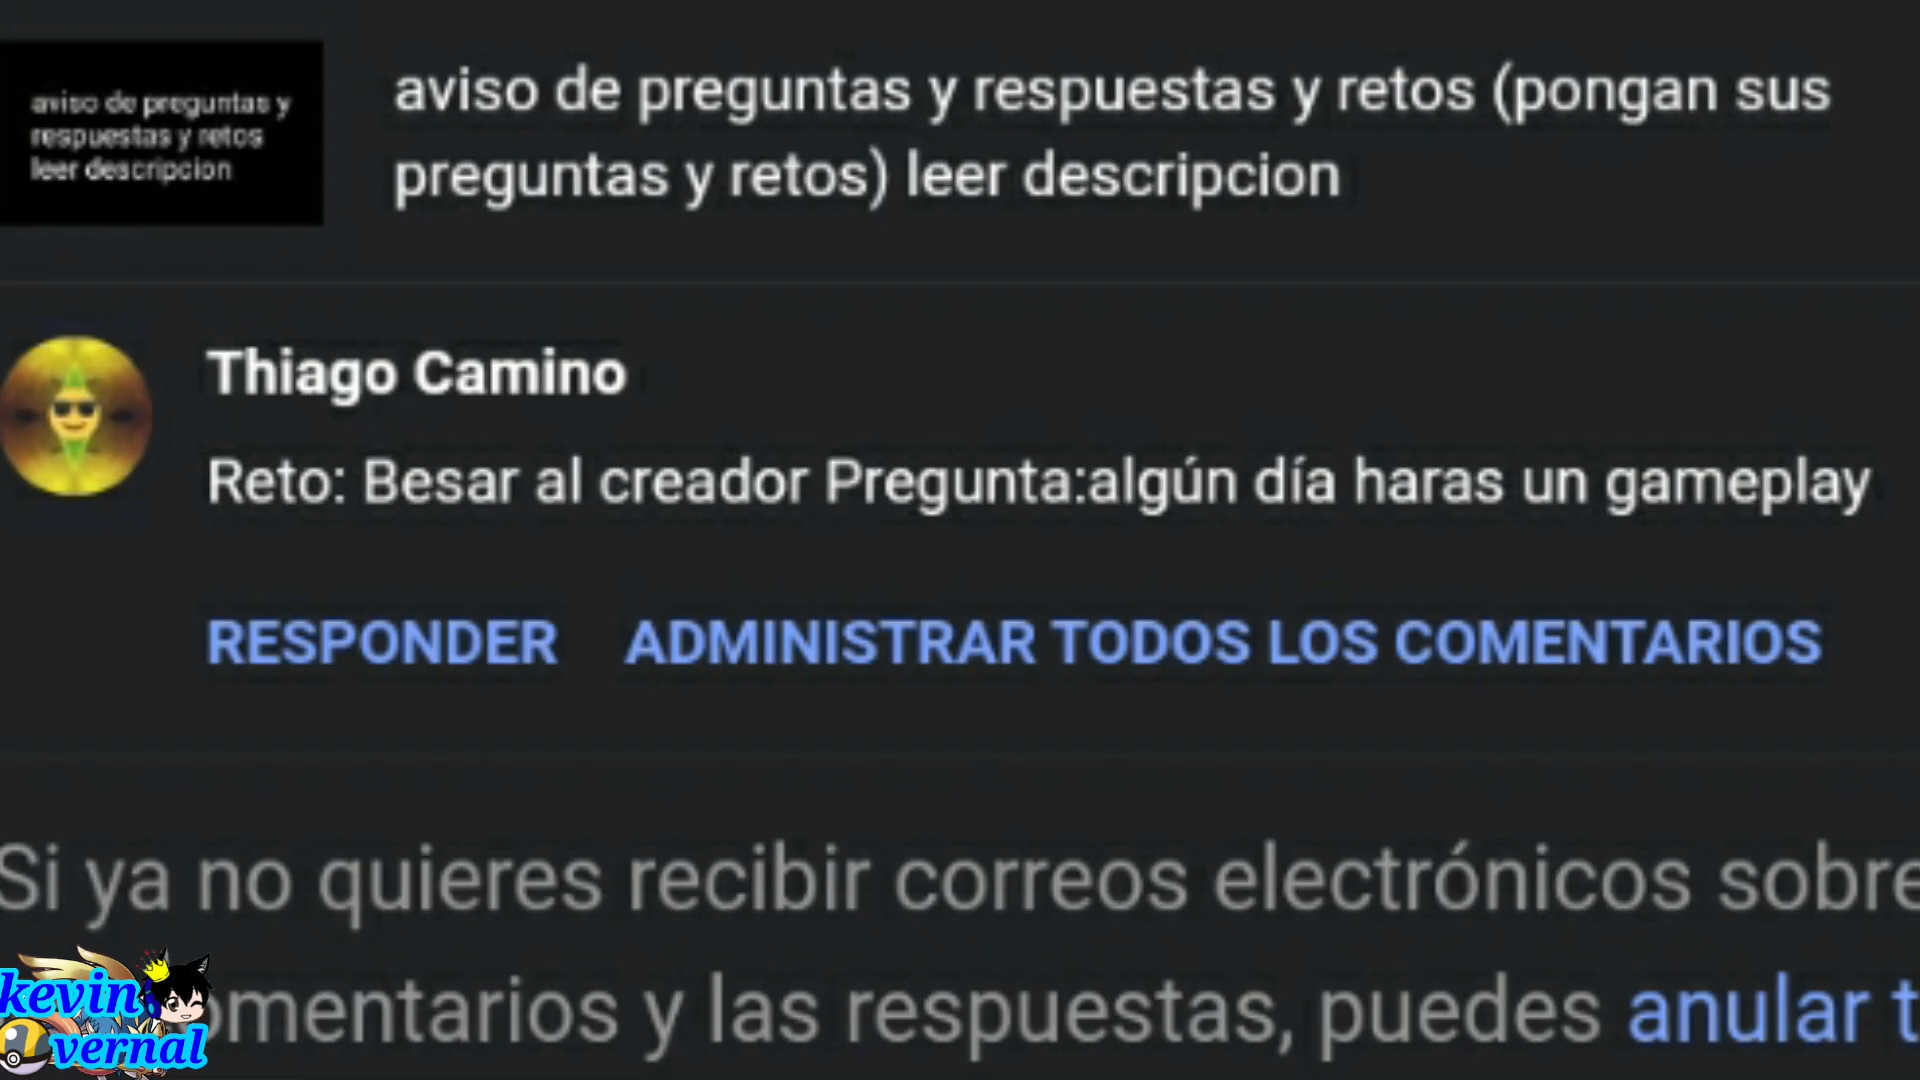 aviso de preguntas y
respuestas y retos
leer descripcion
aviso de preguntas y respuestas y retos (pongan sus
preguntas y retos) leer descripcion
Thiago Camino
Reto: Besar al creador Pregunta:algún día haras un gameplay
RESPONDER ADMINISTRAR TODOS LOS COMENTARIOS
Si ya no quieres recibir correos electrónicos sobre
omentarios y las respuestas, puedes anular t
kevin
vernal